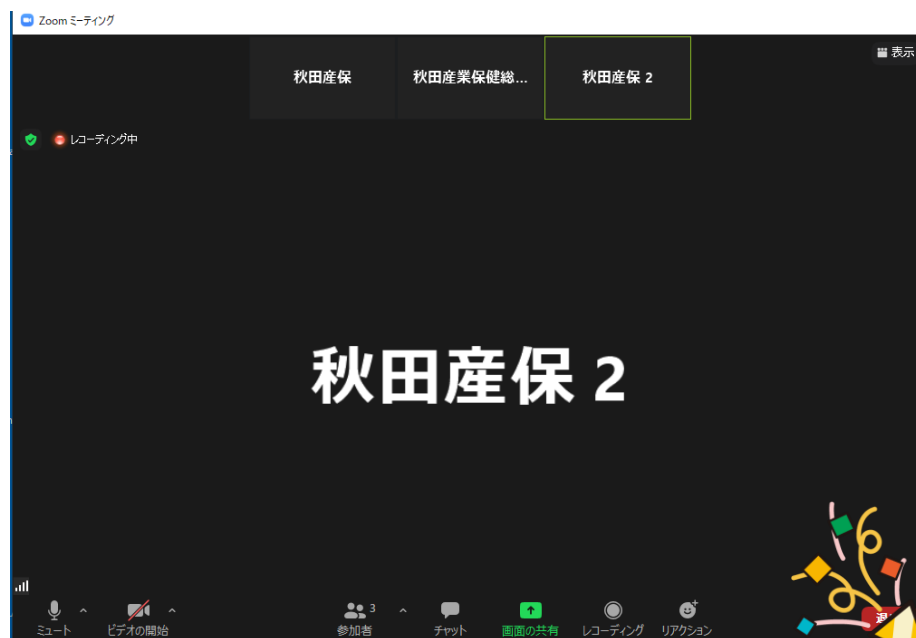 Zoom ミーティング
秋田産保
秋田産業保健総...
秋田産保 2
表示
レコーディング中
秋田産保 2
3
ミュート
ビデオの開始
参加者
チャット
画面の共有
レコーディング
リアクション